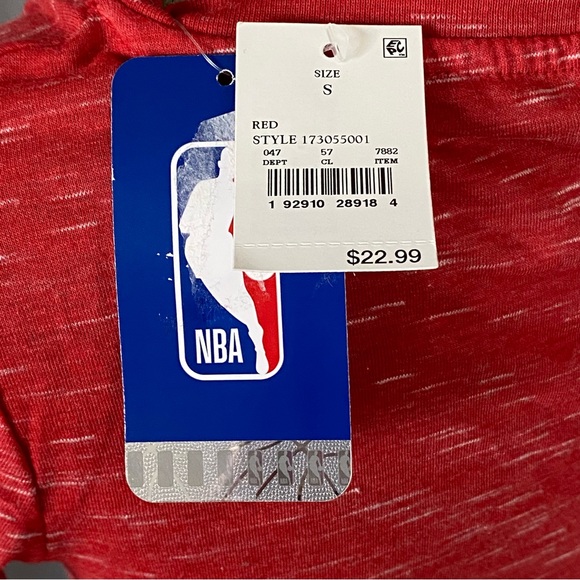 SIZE
S
RED
STYLE 173055001
047 57 7882
DEPT CL ITEM
1 92910 28918 4
$22.99
NBA